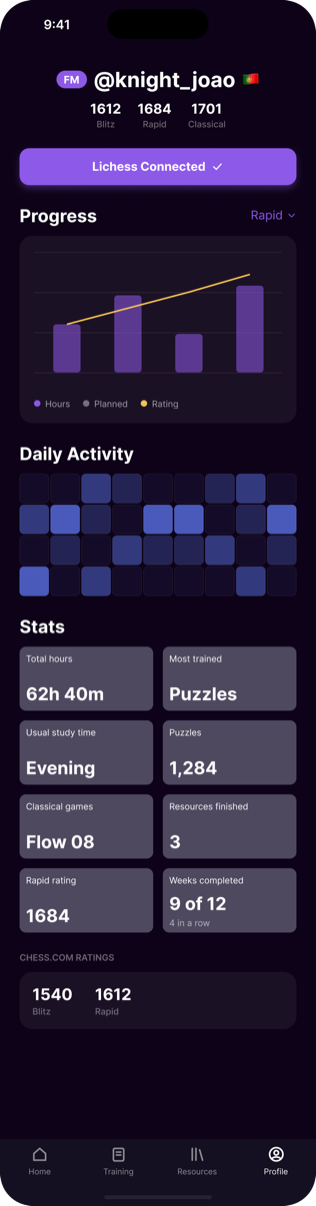 9:41
FM @knight_joao
1612 1684 1701
Blitz Rapid Classical
Lichess Connected
Progress Rapid
Hours Planned Rating
Daily Activity
Stats
Total hours
62h 40m
Most trained
Puzzles
Usual study time
Evening
Puzzles
1,284
Classical games
Flow 08
Resources finished
3
Rapid rating
1684
Weeks completed
9 of 12
4 in a row
CHESS.COM RATINGS
1540 1612
Blitz Rapid
Home Training Resources Profile